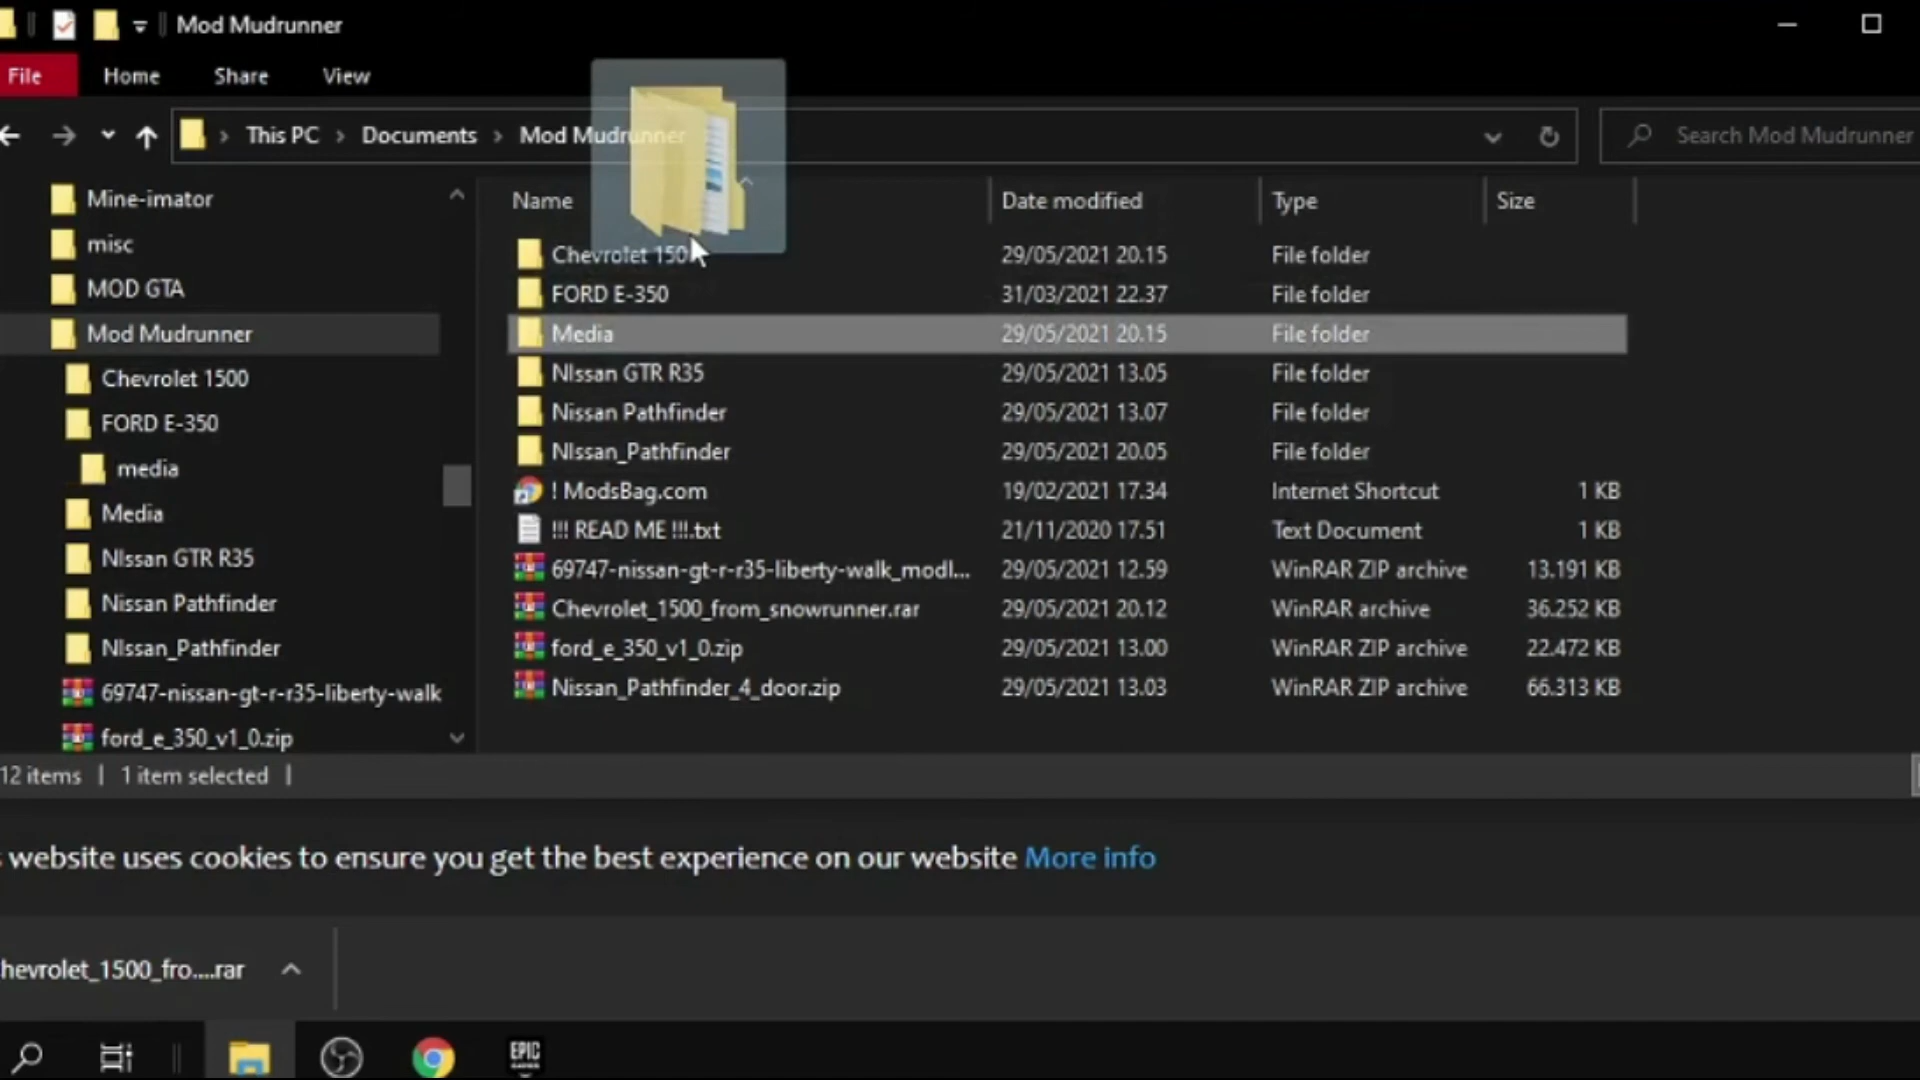 Mod Mudrunner
File Home Share View
This PC Documents Mod Mudrunner Search Mod Mudrunner
Mine-imator
misc
MOD GTA
Mod Mudrunner
Chevrolet 1500
FORD E-350
media
Media
NIssan GTR R35
Nissan Pathfinder
NIssan_Pathfinder
69747-nissan-gt-r-r35-liberty-walk
ford_e_350_v1_0.zip
Name Date modified Type Size
Chevrolet 150 29/05/2021 20.15 File folder
FORD E-350 31/03/2021 22.37 File folder
Media 29/05/2021 20.15 File folder
NIssan GTR R35 29/05/2021 13.05 File folder
Nissan Pathfinder 29/05/2021 13.07 File folder
NIssan_Pathfinder 29/05/2021 20.05 File folder
! ModsBag.com 19/02/2021 17.34 Internet Shortcut 1 KB
!!! READ ME !!!.txt 21/11/2020 17.51 Text Document 1 KB
69747-nissan-gt-r-r35-liberty-walk_modl... 29/05/2021 12.59 WinRAR ZIP archive 13.191 KB
Chevrolet_1500_from_snowrunner.rar 29/05/2021 20.12 WinRAR archive 36.252 KB
ford_e_350_v1_0.zip 29/05/2021 13.00 WinRAR ZIP archive 22.472 KB
Nissan_Pathfinder_4_door.zip 29/05/2021 13.03 WinRAR ZIP archive 66.313 KB
12 items | 1 item selected |
s website uses cookies to ensure you get the best experience on our website More info
hevrolet_1500_fro....rar
EPIC